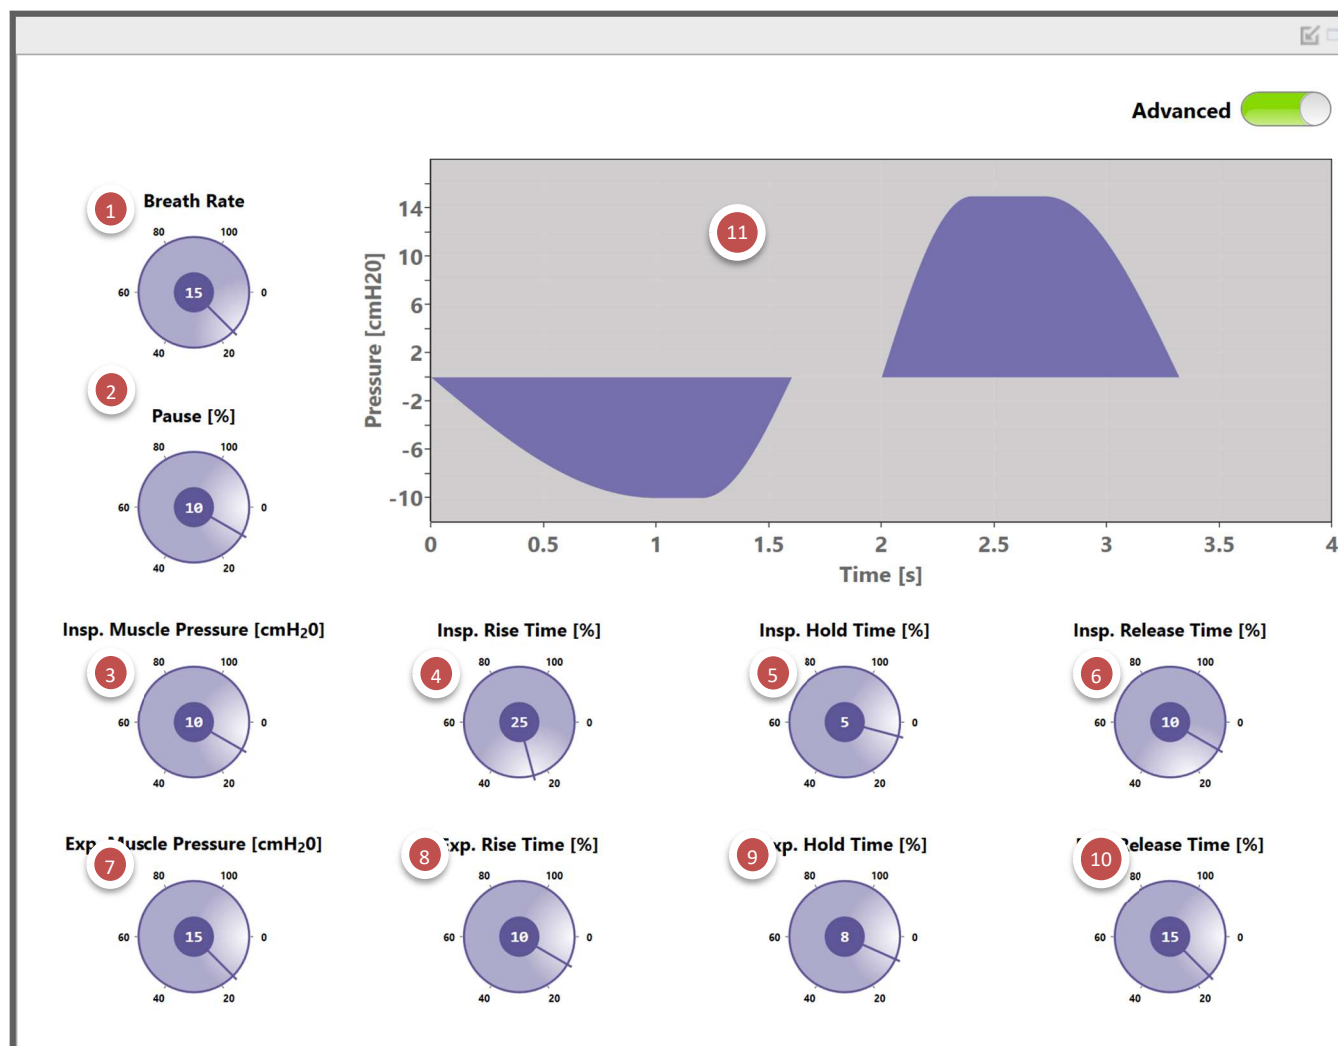 Advanced
1 Breath Rate
80 100
60 15 0
40 20
2
Pause [%]
80 100
60 10 0
40 20
11
Pressure [cmH20]
14
10
6
2
-2
-6
-10
0 0.5 1 1.5 2 2.5 3 3.5 4
Time [s]
Insp. Muscle Pressure [cmH₂0]
3
80 100
60 10 0
40 20
Insp. Rise Time [%]
4
80 100
60 25 0
40 20
Insp. Hold Time [%]
5
80 100
60 5 0
40 20
Insp. Release Time [%]
6
80 100
60 10 0
40 20
Exp. Muscle Pressure [cmH₂0]
7
80 100
60 15 0
40 20
Exp. Rise Time [%]
8
80 100
60 10 0
40 20
xp. Hold Time [%]
9
80 100
60 8 0
40 20
Release Time [%]
10
80 100
60 15 0
40 20